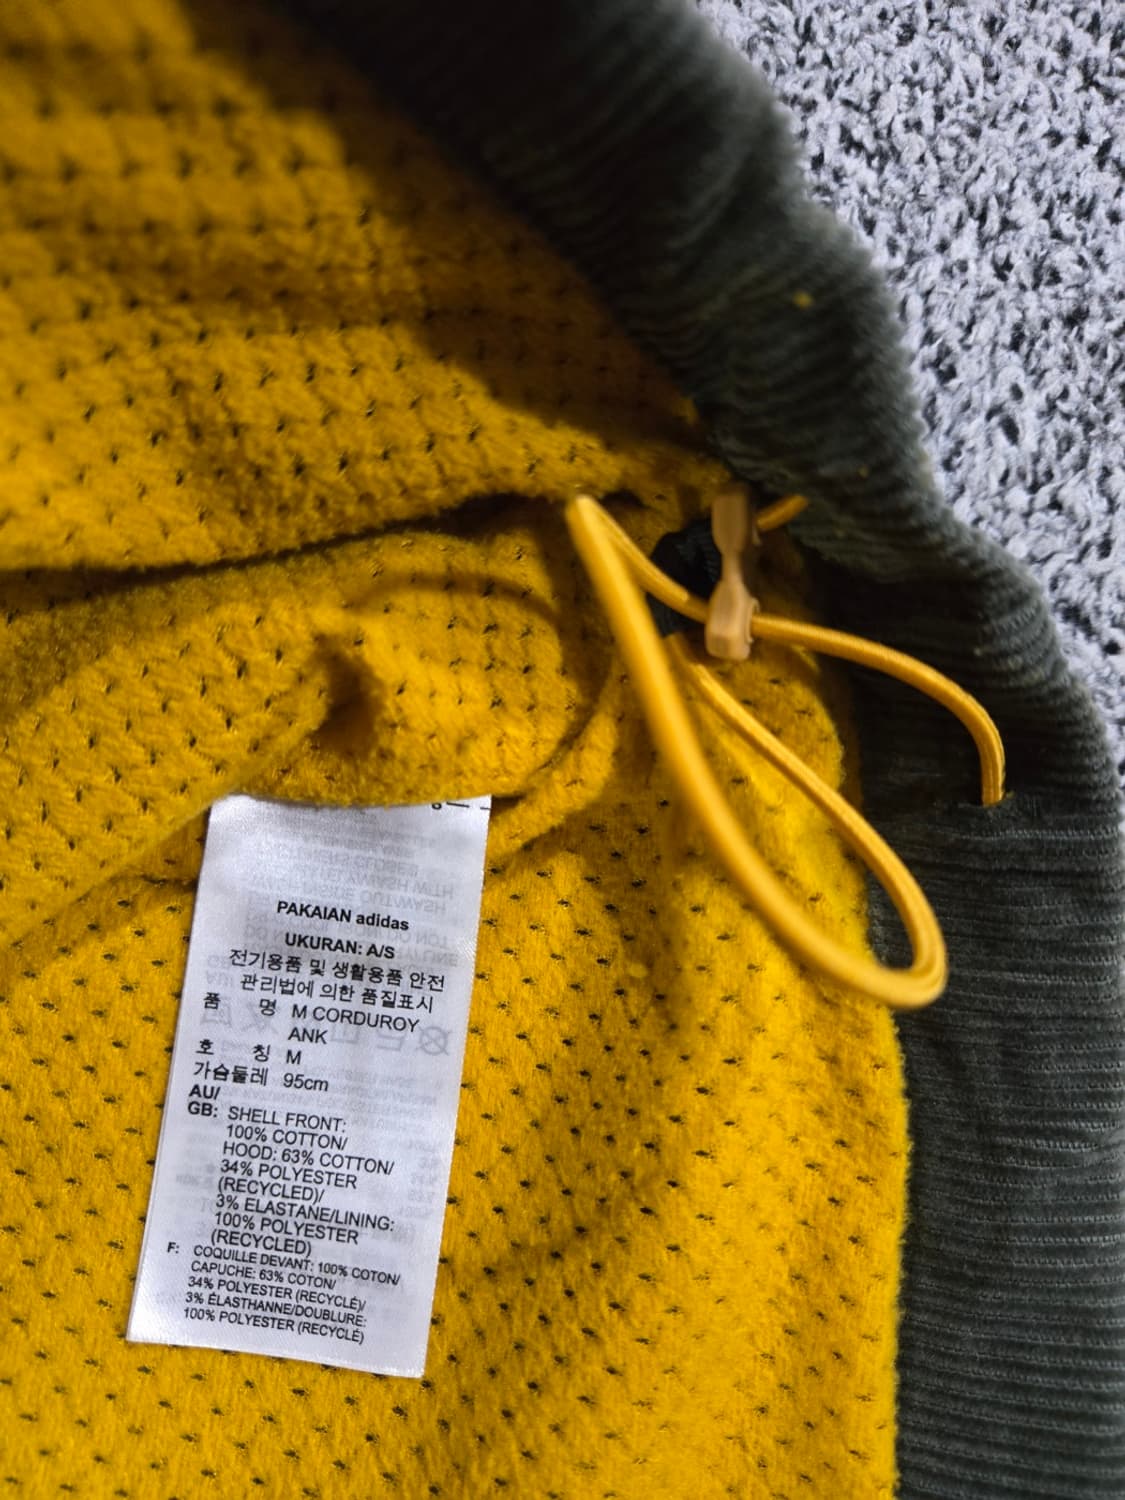 PAKAIAN adidas
UKURAN: A/S
전기용품 및 생활용품 안전
관리법에 의한 품질표시
품 명 M CORDUROY
ANK
호 칭 M
가슴둘레 95cm
AU/
GB: SHELL FRONT:
100% COTTON/
HOOD: 63% COTTON/
34% POLYESTER
(RECYCLED)/
3% ELASTANE/LINING:
100% POLYESTER
(RECYCLED)
F: COQUILLE DEVANT: 100% COTON/
CAPUCHE: 63% COTON/
34% POLYESTER (RECYCLÉ)/
3% ÉLASTHANNE/DOUBLURE:
100% POLYESTER (RECYCLÉ)